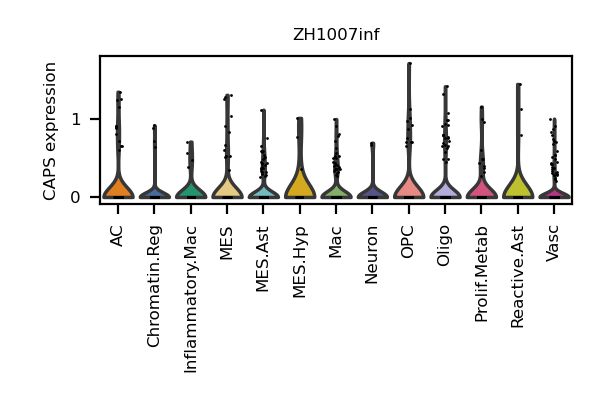 ZH1007inf
CAPS expression
1
0
AC
Chromatin.Reg
Inflammatory.Mac
MES
MES.Ast
MES.Hyp
Mac
Neuron
OPC
Oligo
Prolif.Metab
Reactive.Ast
Vasc